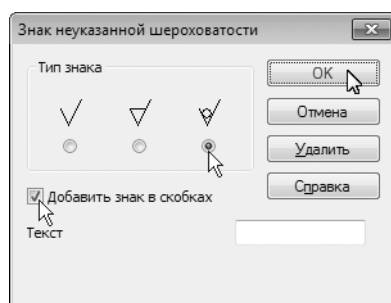 Знак неуказанной шероховатости
Тип знака
OK
Отмена
Удалить
Справка
Добавить знак в скобках
Текст